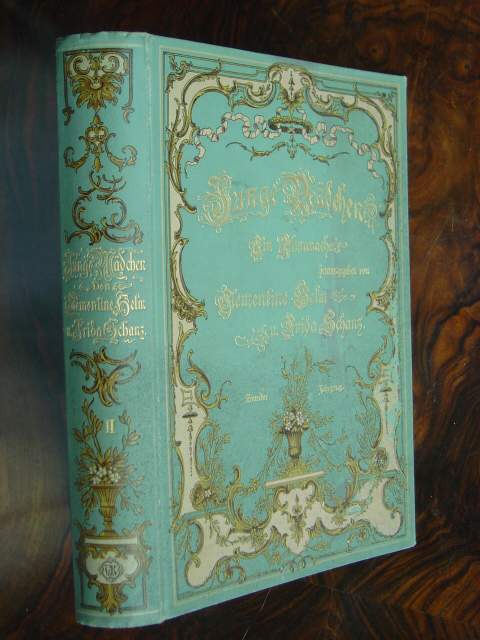 Junge Mädchen
von
Clementine Helm
u. Frida Schanz.
II
Junge Mädchen
Ein Almanach
herausgegeben von
Clementine Helm
u. Frida Schanz.
Zweiter Jahrgang